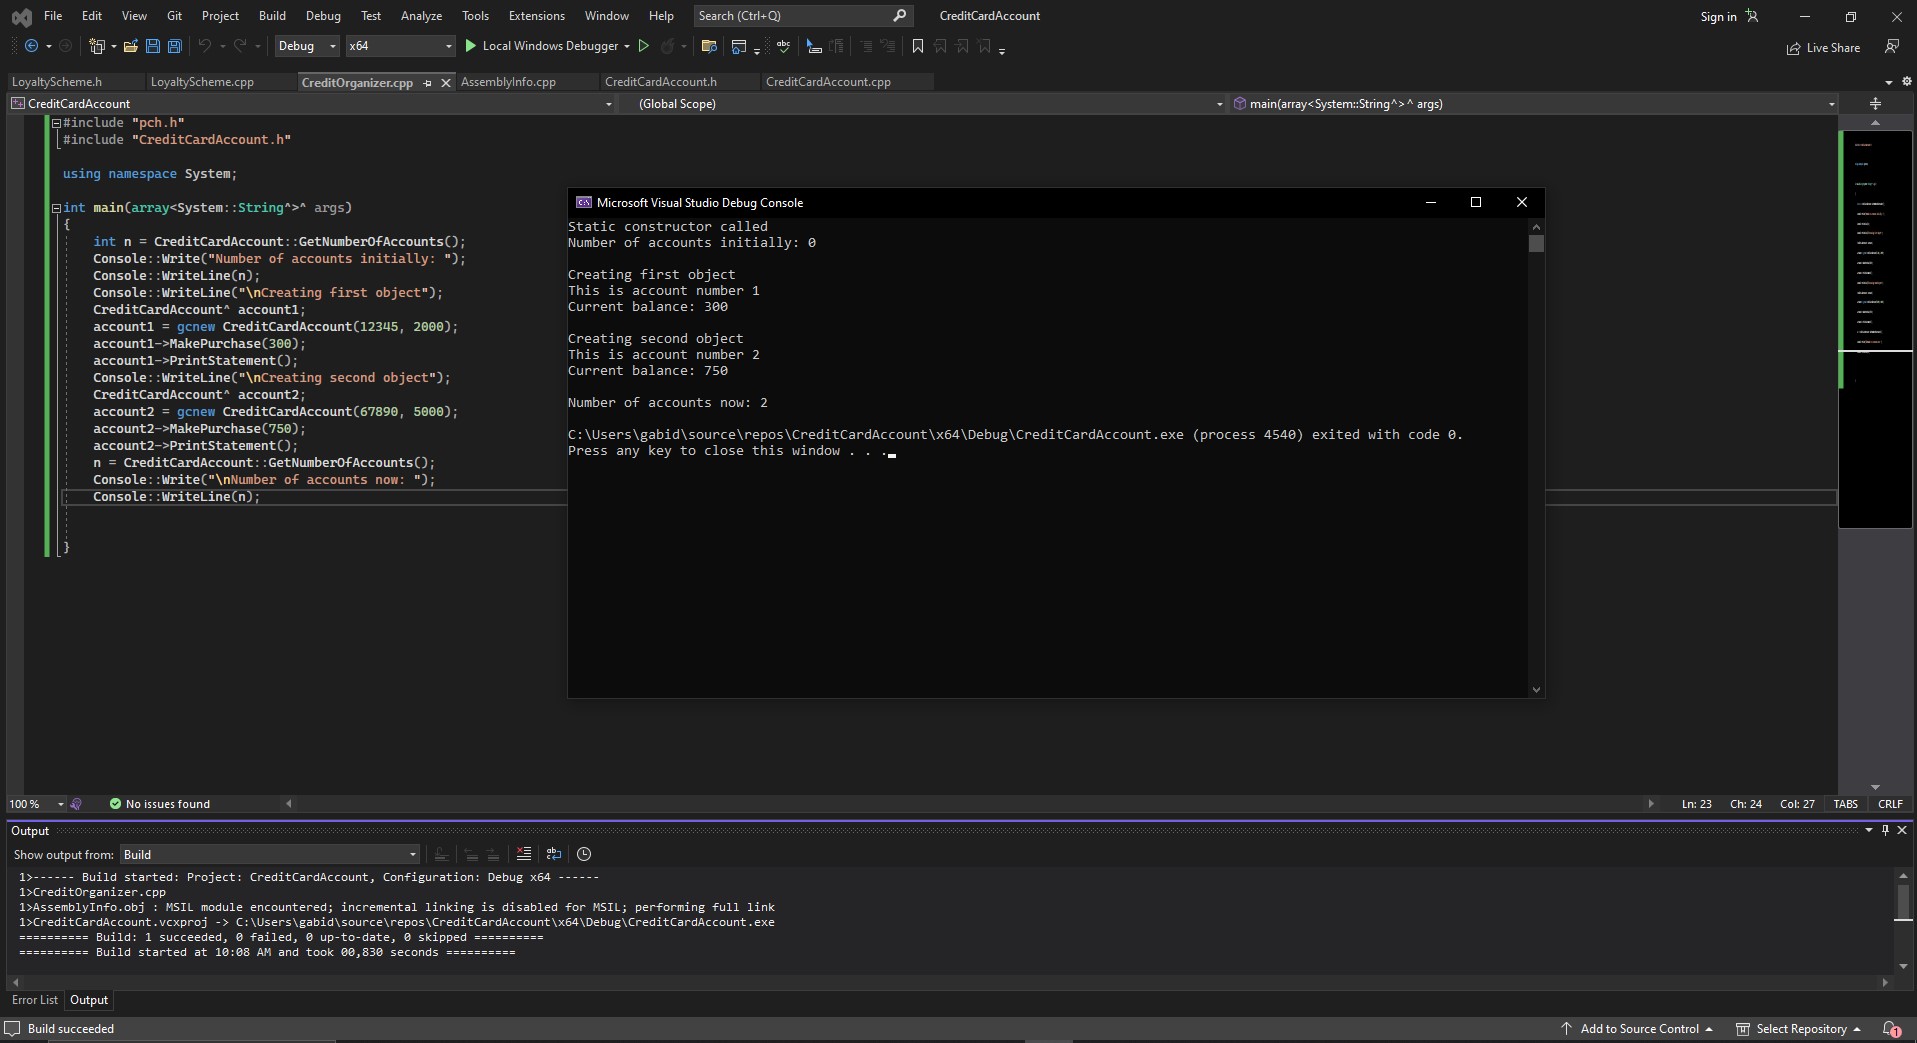 File Edit View Git Project Build Debug Test Analyze Tools Extensions Window Help Search (Ctrl+Q) CreditCardAccount Sign in
Debug x64 Local Windows Debugger Live Share
LoyaltyScheme.h LoyaltyScheme.cpp CreditOrganizer.cpp AssemblyInfo.cpp CreditCardAccount.h CreditCardAccount.cpp
CreditCardAccount (Global Scope) main(array<System::String^>^ args)
#include "pch.h"
#include "CreditCardAccount.h"
using namespace System;
int main(array<System::String^>^ args)
{
int n = CreditCardAccount::GetNumberOfAccounts();
Console::Write("Number of accounts initially: ");
Console::WriteLine(n);
Console::WriteLine("\nCreating first object");
CreditCardAccount^ account1;
account1 = gcnew CreditCardAccount(12345, 2000);
account1->MakePurchase(300);
account1->PrintStatement();
Console::WriteLine("\nCreating second object");
CreditCardAccount^ account2;
account2 = gcnew CreditCardAccount(67890, 5000);
account2->MakePurchase(750);
account2->PrintStatement();
n = CreditCardAccount::GetNumberOfAccounts();
Console::Write("\nNumber of accounts now: ");
Console::WriteLine(n);
}
Microsoft Visual Studio Debug Console
Static constructor called
Number of accounts initially: 0
Creating first object
This is account number 1
Current balance: 300
Creating second object
This is account number 2
Current balance: 750
Number of accounts now: 2
C:\Users\gabid\source\repos\CreditCardAccount\x64\Debug\CreditCardAccount.exe (process 4540) exited with code 0.
Press any key to close this window . . .
100 % No issues found Ln: 23 Ch: 24 Col: 27 TABS CRLF
Output
Show output from: Build
1>------ Build started: Project: CreditCardAccount, Configuration: Debug x64 ------
1>CreditOrganizer.cpp
1>AssemblyInfo.obj : MSIL module encountered; incremental linking is disabled for MSIL; performing full link
1>CreditCardAccount.vcxproj -> C:\Users\gabid\source\repos\CreditCardAccount\x64\Debug\CreditCardAccount.exe
========== Build: 1 succeeded, 0 failed, 0 up-to-date, 0 skipped ==========
========== Build started at 10:08 AM and took 00,830 seconds ==========
Error List Output
Build succeeded Add to Source Control Select Repository 1